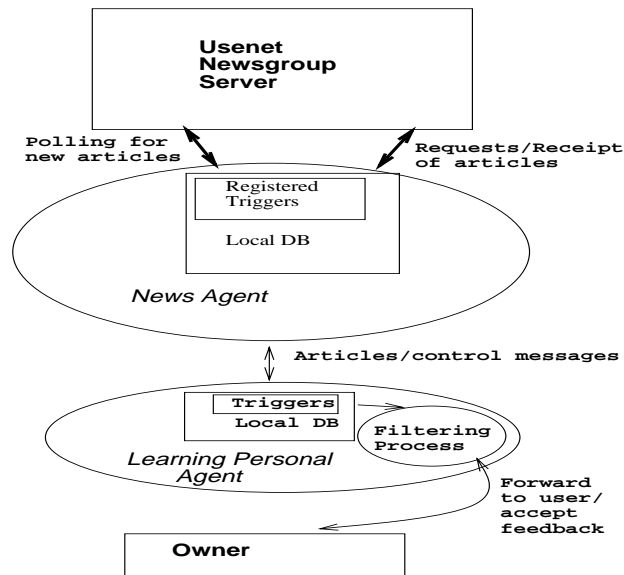 Usenet
Newsgroup
Server
Polling for
new articles
Requests/Receipt
of articles
Registered
Triggers
Local DB
News Agent
Articles/control messages
Triggers
Local DB
Filtering
Process
Learning Personal
Agent
Forward
to user/
accept
feedback
Owner